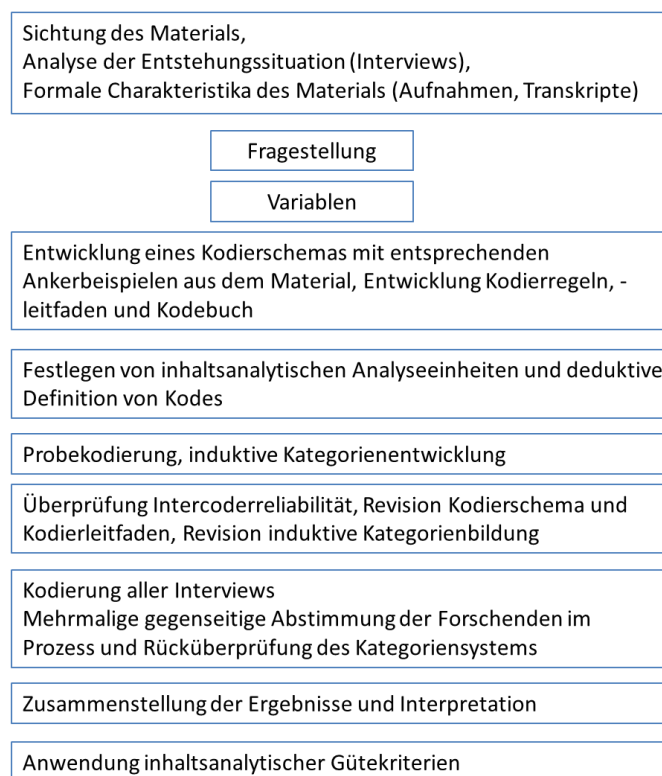 Sichtung des Materials,
Analyse der Entstehungssituation (Interviews),
Formale Charakteristika des Materials (Aufnahmen, Transkripte)
Fragestellung
Variablen
Entwicklung eines Kodierschemas mit entsprechenden
Ankerbeispielen aus dem Material, Entwicklung Kodierregeln, -
leitfaden und Kodebuch
Festlegen von inhaltsanalytischen Analyseeinheiten und deduktive
Definition von Kodes
Probekodierung, induktive Kategorienentwicklung
Überprüfung Intercoderreliabilität, Revision Kodierschema und
Kodierleitfaden, Revision induktive Kategorienbildung
Kodierung aller Interviews
Mehrmalige gegenseitige Abstimmung der Forschenden im
Prozess und Rücküberprüfung des Kategoriensystems
Zusammenstellung der Ergebnisse und Interpretation
Anwendung inhaltsanalytischer Gütekriterien